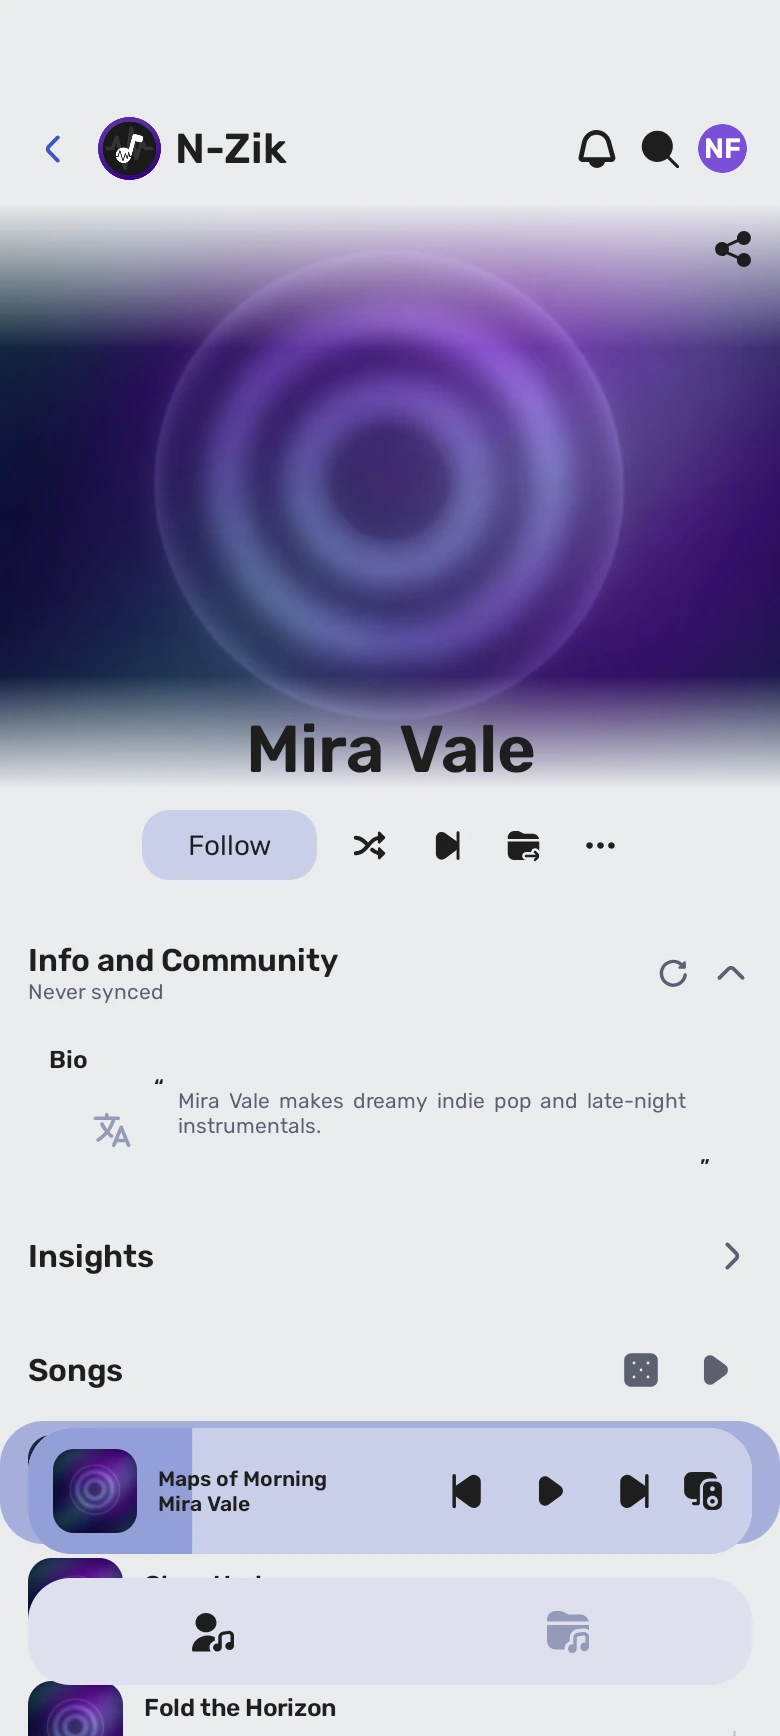 N-Zik
NF
Mira Vale
Follow
Info and Community
Never synced
Bio
“
Mira Vale makes dreamy indie pop and late-night
instrumentals.
”
Insights
Songs
Maps of Morning
Mira Vale
Fold the Horizon